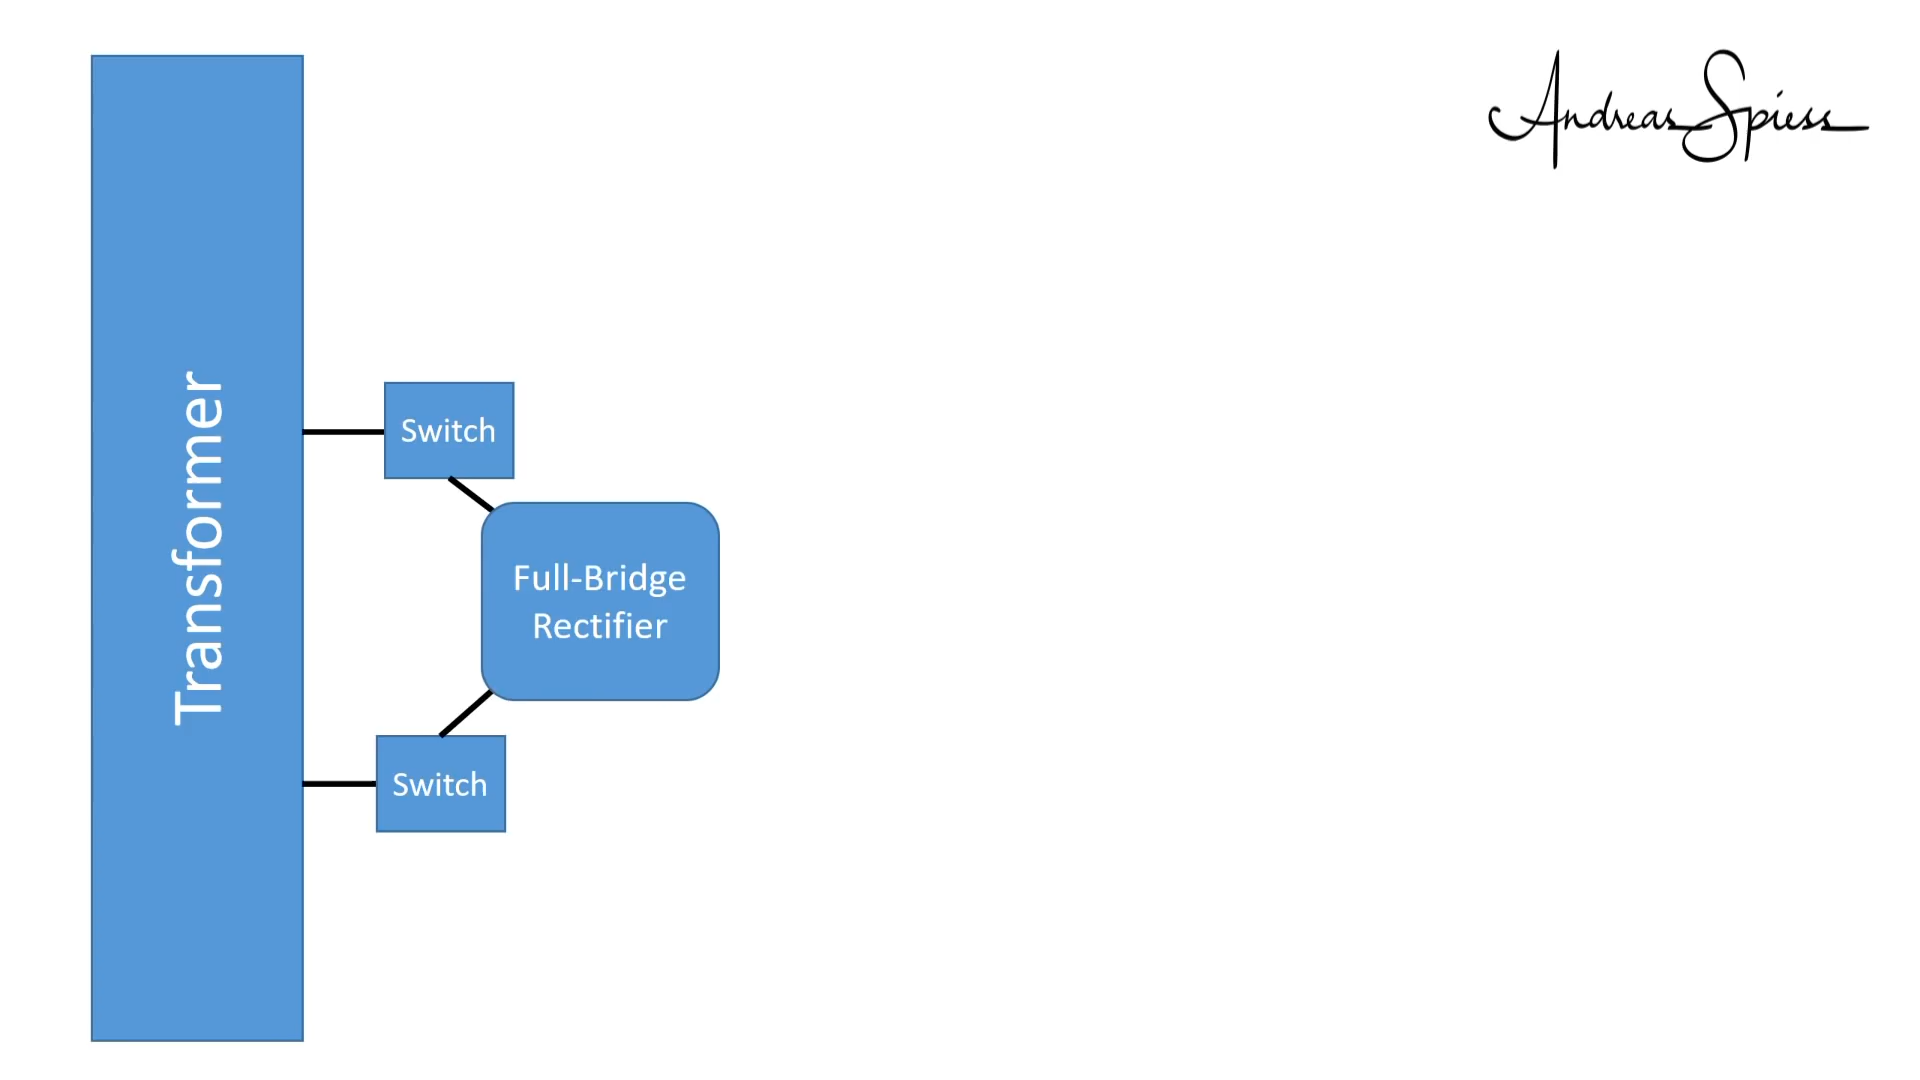 Andreas Spiess
Transformer
Switch
Full-Bridge
Rectifier
Switch